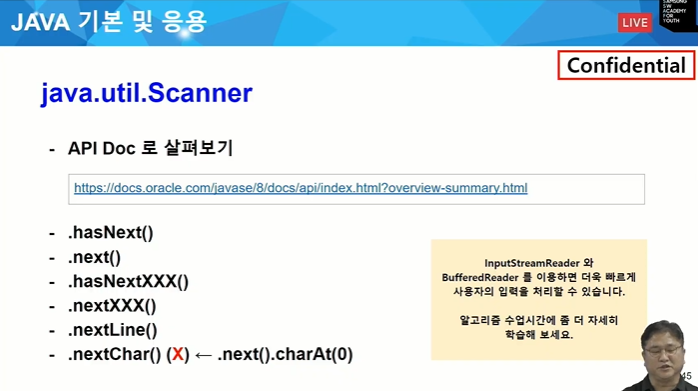 JAVA 기본 및 응용
LIVE
SAMSUNG
SW
ACADEMY
FOR
YOUTH
Confidential
java.util.Scanner
- API Doc 로 살펴보기
https://docs.oracle.com/javase/8/docs/api/index.html?overview-summary.html
- .hasNext()
- .next()
- .hasNextXXX()
- .nextXXX()
- .nextLine()
- .nextChar() (X) ← .next().charAt(0)
InputStreamReader 와
BufferedReader 를 이용하면 더욱 빠르게
사용자의 입력을 처리할 수 있습니다.
알고리즘 수업시간에 좀 더 자세히
학습해 보세요.
45